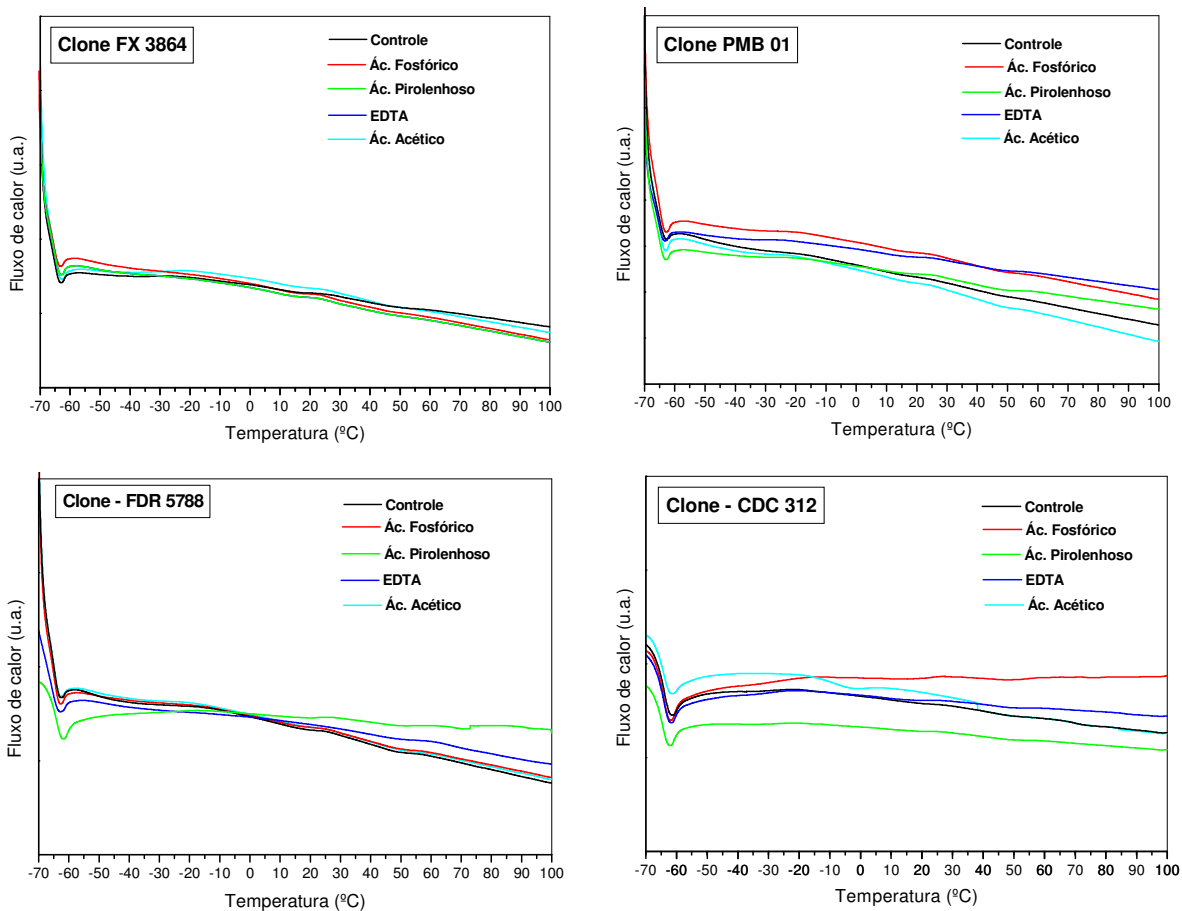 Clone FX 3864
Controle
Ác. Fosfórico
Ác. Pirolenhoso
EDTA
Ác. Acético
Fluxo de calor (u.a.)
-70 -60 -50 -40 -30 -20 -10 0 10 20 30 40 50 60 70 80 90 100
Temperatura (ºC)
Clone PMB 01
Controle
Ác. Fosfórico
Ác. Pirolenhoso
EDTA
Ác. Acético
Fluxo de calor (u.a.)
-70 -60 -50 -40 -30 -20 -10 0 10 20 30 40 50 60 70 80 90 100
Temperatura (ºC)
Clone - FDR 5788
Controle
Ác. Fosfórico
Ác. Pirolenhoso
EDTA
Ác. Acético
Fluxo de calor (u.a.)
-70 -60 -50 -40 -30 -20 -10 0 10 20 30 40 50 60 70 80 90 100
Temperatura (ºC)
Clone - CDC 312
Controle
Ác. Fosfórico
Ác. Pirolenhoso
EDTA
Ác. Acético
Fluxo de calor (u.a.)
-70 -60 -50 -40 -30 -20 -10 0 10 20 30 40 50 60 70 80 90 100
Temperatura (ºC)